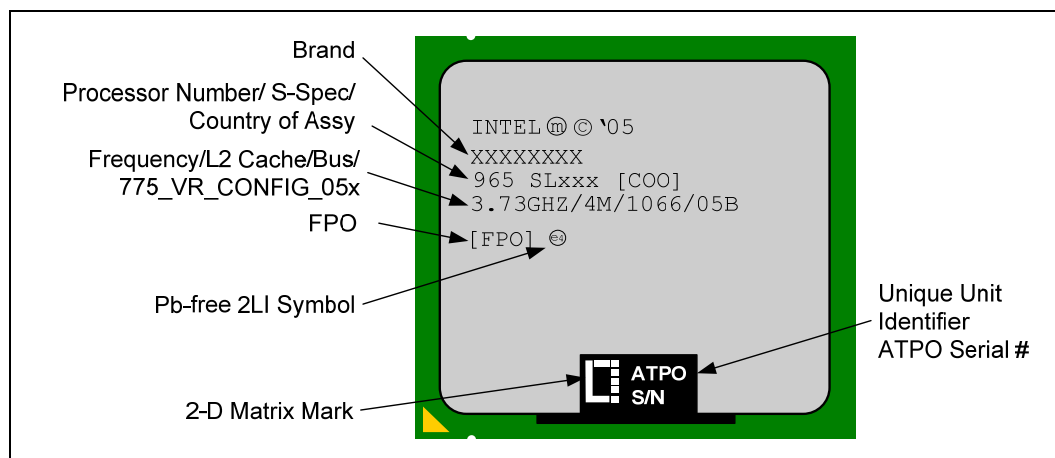 Brand
Processor Number/ S-Spec/
Country of Assy
Frequency/L2 Cache/Bus/
775_VR_CONFIG_05x
FPO
Pb-free 2LI Symbol
2-D Matrix Mark
INTEL ⓜ © '05
XXXXXXXX
965 SLxxx [COO]
3.73GHZ/4M/1066/05B
[FPO] e4
ATPO
S/N
Unique Unit
Identifier
ATPO Serial #